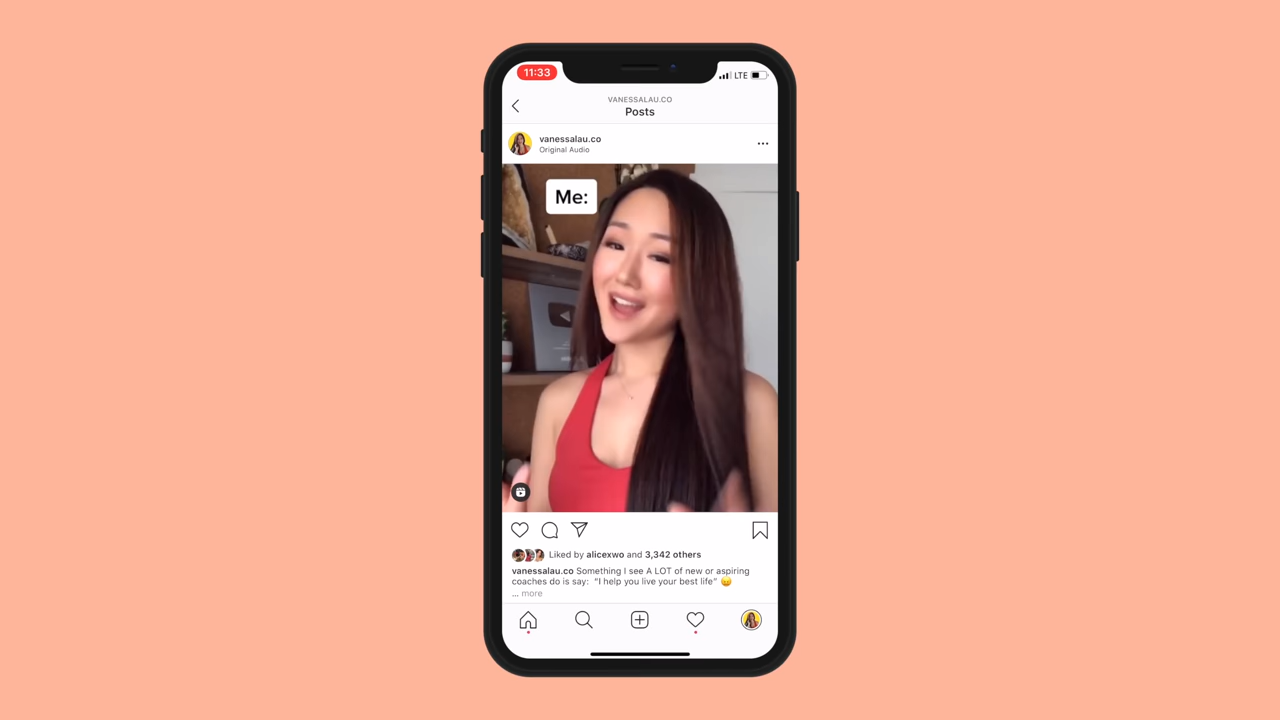 11:33
LTE
VANESSALAU.CO
Posts
vanessalau.co
Original Audio
Me:
Liked by alicexwo and 3,342 others
vanessalau.co Something I see A LOT of new or aspiring
coaches do is say: “I help you live your best life” 😑
... more